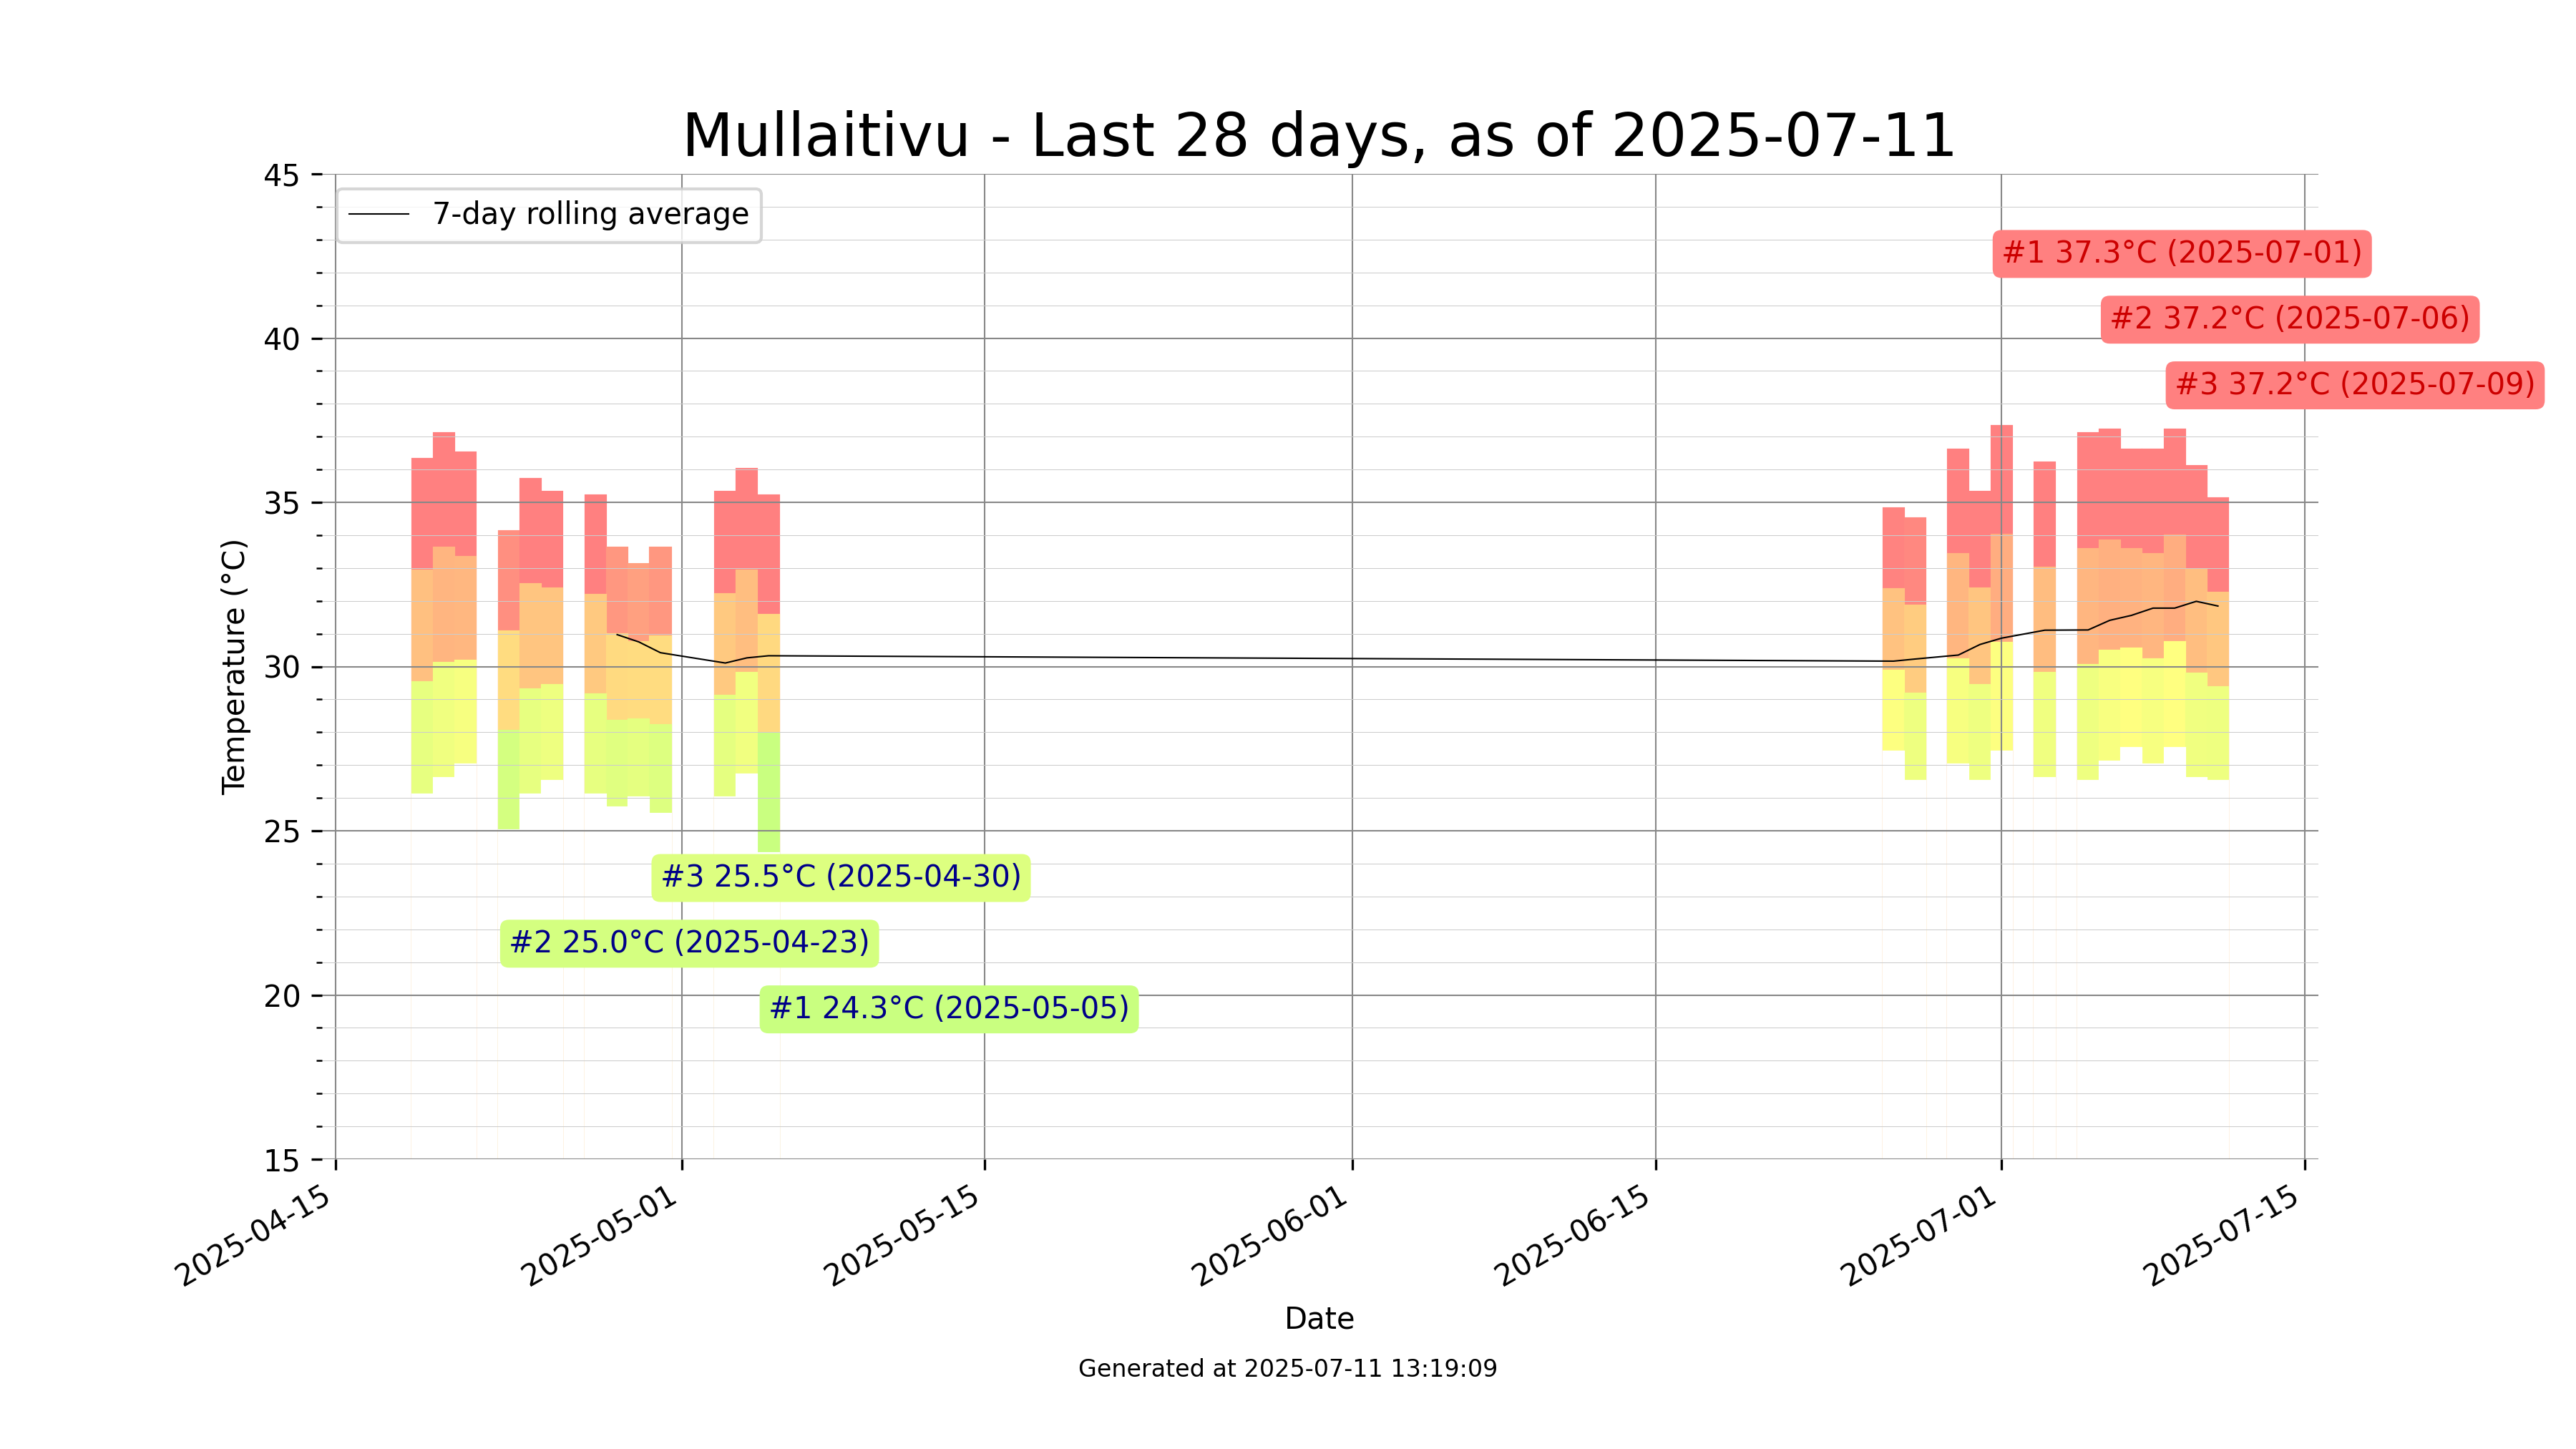 Mullaitivu - Last 28 days, as of 2025-07-11
7-day rolling average
#1 37.3°C (2025-07-01)
#2 37.2°C (2025-07-06)
#3 37.2°C (2025-07-09)
#3 25.5°C (2025-04-30)
#2 25.0°C (2025-04-23)
#1 24.3°C (2025-05-05)
Temperature (°C)
45
40
35
30
25
20
15
2025-04-15
2025-05-01
2025-05-15
2025-06-01
2025-06-15
2025-07-01
2025-07-15
Date
Generated at 2025-07-11 13:19:09